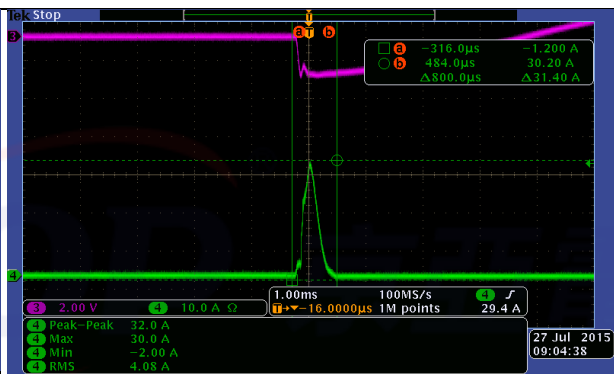 Tek Stop
T
a T b
3
a −316.0µs −1.200 A
b 484.0µs 30.20 A
Δ800.0µs Δ31.40 A
4
3 2.00 V 4 10.0 A Ω
1.00ms 100MS/s 4
T→▼−16.0000µs 1M points 29.4 A
4 Peak−Peak 32.0 A
4 Max 30.0 A
4 Min −2.00 A
4 RMS 4.08 A
27 Jul 2015
09:04:38